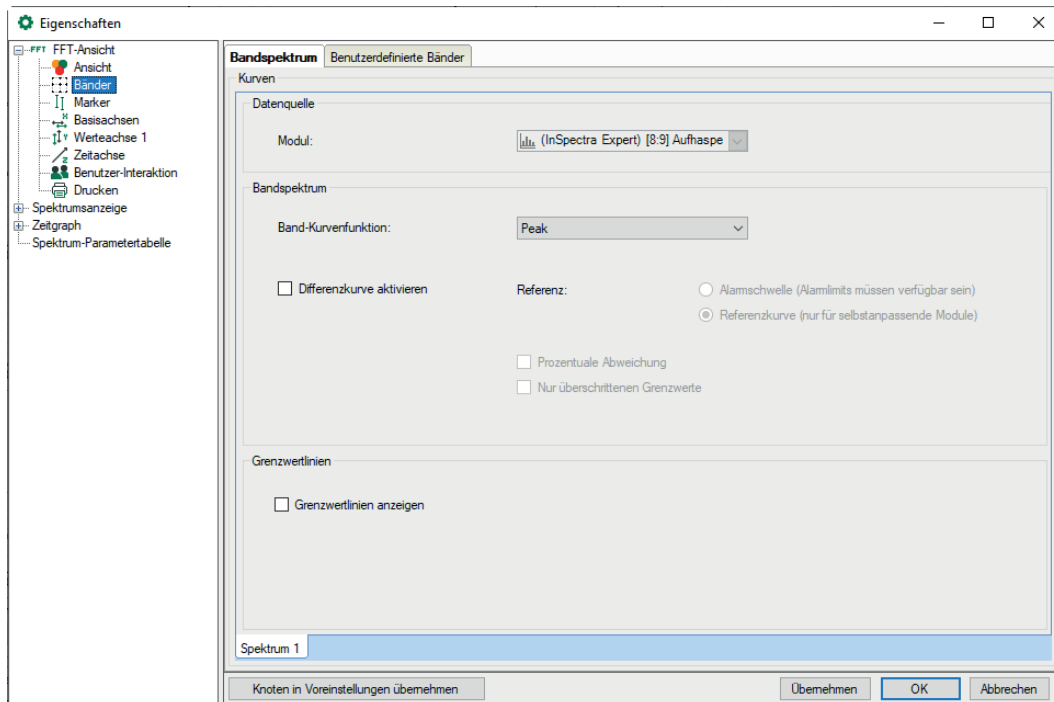 Eigenschaften
FFT FFT-Ansicht
Ansicht
Bänder
Marker
Basisachsen
Werteachse 1
Zeitachse
Benutzer-Interaktion
Drucken
Spektrumsanzeige
Zeitgraph
Spektrum-Parametertabelle
Bandspektrum Benutzerdefinierte Bänder
Kurven
Datenquelle
Modul: (InSpectra Expert) [8:9] Aufhaspe
Bandspektrum
Band-Kurvenfunktion: Peak
Differenzkurve aktivieren Referenz: Alarmschwelle (Alarmlimits müssen verfügbar sein)
Referenzkurve (nur für selbstanpassende Module)
Prozentuale Abweichung
Nur überschrittenen Grenzwerte
Grenzwertlinien
Grenzwertlinien anzeigen
Spektrum 1
Knoten in Voreinstellungen übernehmen Übernehmen OK Abbrechen